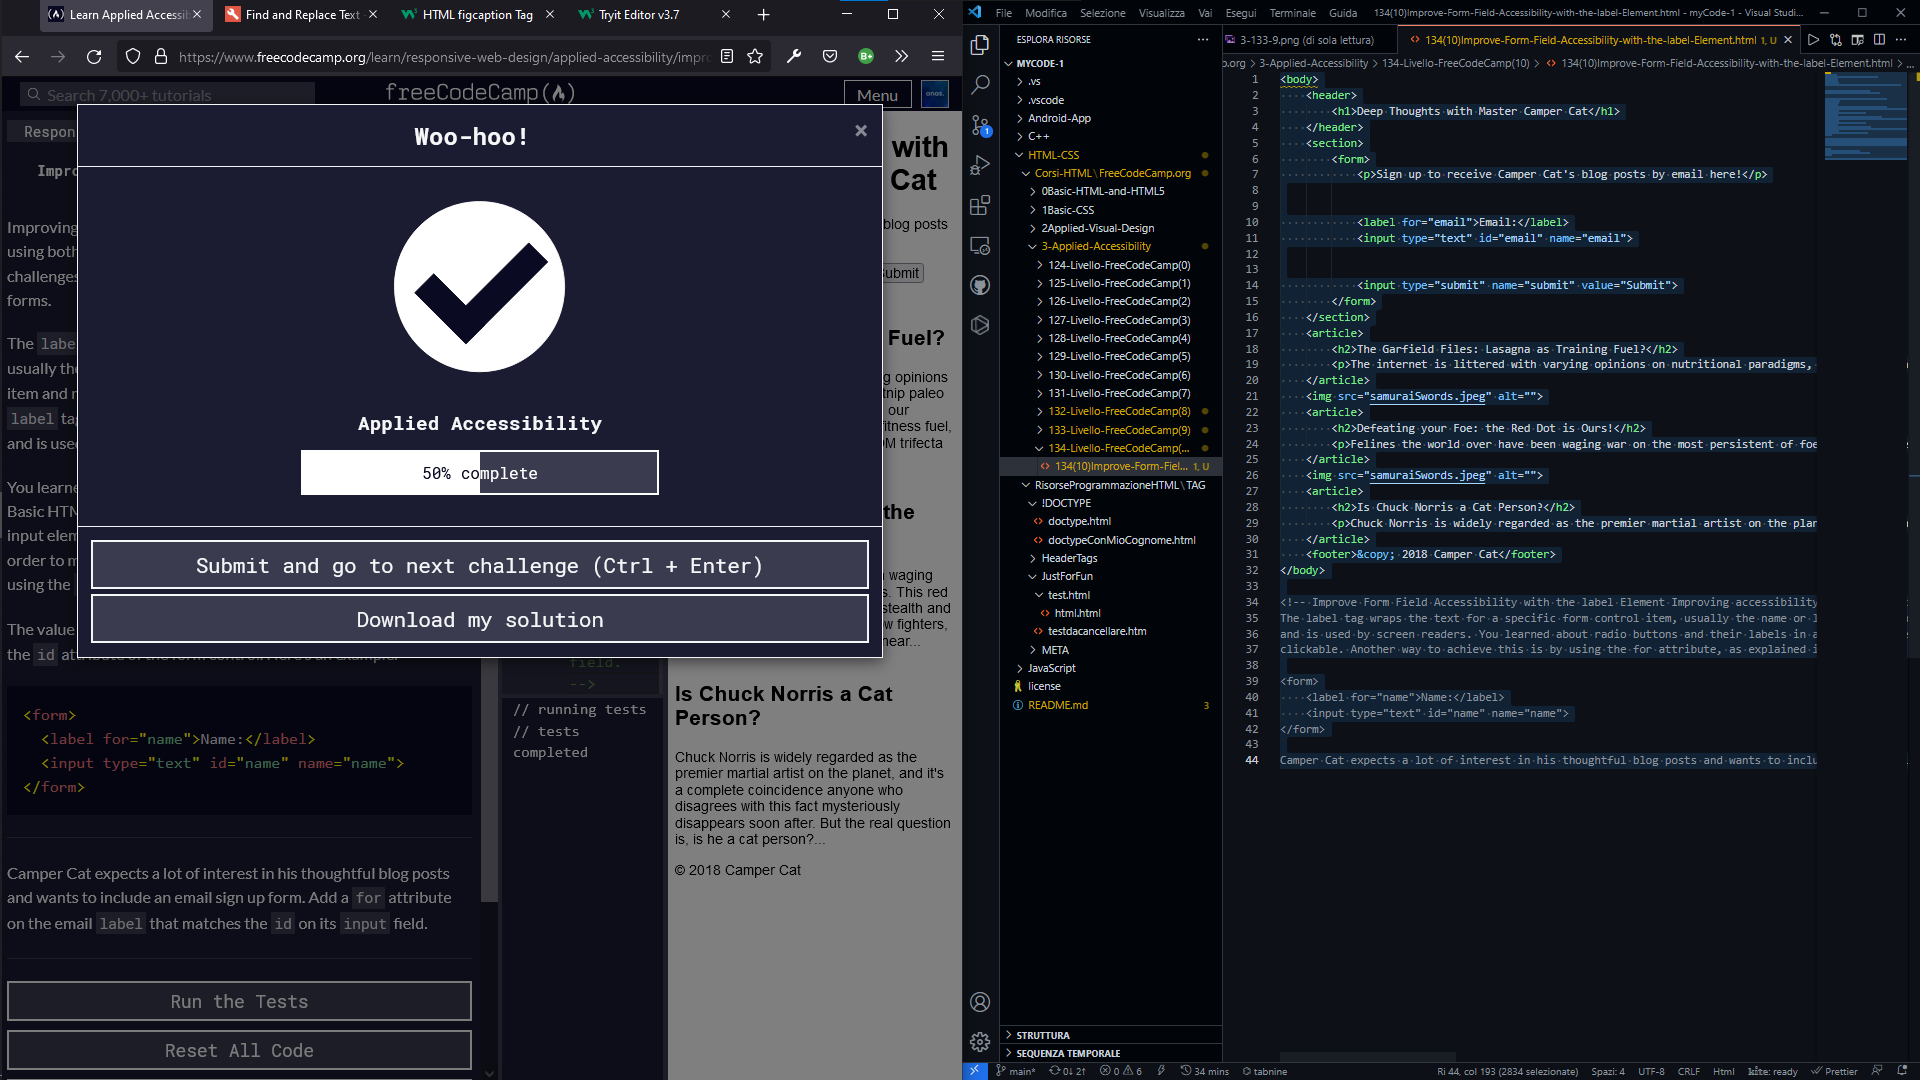 Learn Applied Accessib
Find and Replace Text
HTML figcaption Tag
Tryit Editor v3.7
https://www.freecodecamp.org/learn/responsive-web-design/applied-accessibility/impro
Search 7,000+ tutorials
freeCodeCamp
Menu
Respon
Impro
Woo-hoo!
with
Cat
blog posts
Improving
using both
challenges
forms.
Submit
The label
usually the
item and r
label tag
and is used
Fuel?
g opinions
tnip paleo
our
fitness fuel,
OM trifecta
Applied Accessibility
50% complete
You learne
Basic HTM
input elem
order to m
using the
the
Submit and go to next challenge (Ctrl + Enter)
Download my solution
n waging
s. This red
stealth and
w fighters,
near...
The value
the id attribute of the form control. Here's an example:
field.
-->
<form>
<label for="name">Name:</label>
<input type="text" id="name" name="name">
</form>
// running tests
// tests
completed
Is Chuck Norris a Cat
Person?
Chuck Norris is widely regarded as the
premier martial artist on the planet, and it's
a complete coincidence anyone who
disagrees with this fact mysteriously
disappears soon after. But the real question
is, is he a cat person?...
© 2018 Camper Cat
Camper Cat expects a lot of interest in his thoughtful blog posts
and wants to include an email sign up form. Add a for attribute
on the email label that matches the id on its input field.
Run the Tests
Reset All Code
File Modifica Selezione Visualizza Vai Esegui Terminale Guida
134(10)Improve-Form-Field-Accessibility-with-the-label-Element.html - myCode-1 - Visual Studi...
ESPLORA RISORSE
MYCODE-1
.vs
.vscode
Android-App
C++
HTML-CSS
Corsi-HTML\FreeCodeCamp.org
0Basic-HTML-and-HTML5
1Basic-CSS
2Applied-Visual-Design
3-Applied-Accessibility
124-Livello-FreeCodeCamp(0)
125-Livello-FreeCodeCamp(1)
126-Livello-FreeCodeCamp(2)
127-Livello-FreeCodeCamp(3)
128-Livello-FreeCodeCamp(4)
129-Livello-FreeCodeCamp(5)
130-Livello-FreeCodeCamp(6)
131-Livello-FreeCodeCamp(7)
132-Livello-FreeCodeCamp(8)
133-Livello-FreeCodeCamp(9)
134-Livello-FreeCodeCamp(...
134(10)Improve-Form-Fiel... 1, U
RisorseProgrammazioneHTML\TAG
!DOCTYPE
doctype.html
doctypeConMioCognome.html
HeaderTags
JustForFun
test.html
html.html
testdacancellare.htm
META
JavaScript
license
README.md 3
STRUTTURA
SEQUENZA TEMPORALE
3-133-9.png (di sola lettura)
134(10)Improve-Form-Field-Accessibility-with-the-label-Element.html 1, U
p.org > 3-Applied-Accessibility > 134-Livello-FreeCodeCamp(10) > 134(10)Improve-Form-Field-Accessibility-with-the-label-Element.html > ...
1 <body>
2 <header>
3 <h1>Deep Thoughts with Master Camper Cat</h1>
4 </header>
5 <section>
6 <form>
7 <p>Sign up to receive Camper Cat's blog posts by email here!</p>
8
9
10 <label for="email">Email:</label>
11 <input type="text" id="email" name="email">
12
13
14 <input type="submit" name="submit" value="Submit">
15 </form>
16 </section>
17 <article>
18 <h2>The Garfield Files: Lasagna as Training Fuel?</h2>
19 <p>The internet is littered with varying opinions on nutritional paradigms,
20 </article>
21 <img src="samuraiSwords.jpeg" alt="">
22 <article>
23 <h2>Defeating your Foe: the Red Dot is Ours!</h2>
24 <p>Felines the world over have been waging war on the most persistent of foe
25 </article>
26 <img src="samuraiSwords.jpeg" alt="">
27 <article>
28 <h2>Is Chuck Norris a Cat Person?</h2>
29 <p>Chuck Norris is widely regarded as the premier martial artist on the plan
30 </article>
31 <footer>&copy; 2018 Camper Cat</footer>
32 </body>
33
34 <!-- Improve Form Field Accessibility with the label Element Improving accessibility
35 The label tag wraps the text for a specific form control item, usually the name or l
36 and is used by screen readers. You learned about radio buttons and their labels in a
37 clickable. Another way to achieve this is by using the for attribute, as explained i
38
39 <form>
40 <label for="name">Name:</label>
41 <input type="text" id="name" name="name">
42 </form>
43
44 Camper Cat expects a lot of interest in his thoughtful blog posts and wants to inclu
main* 0↓ 2↑ 0 6 34 mins tabnine
Ri 44, col 193 (2834 selezionate) Spazi: 4 UTF-8 CRLF Html kite: ready Prettier